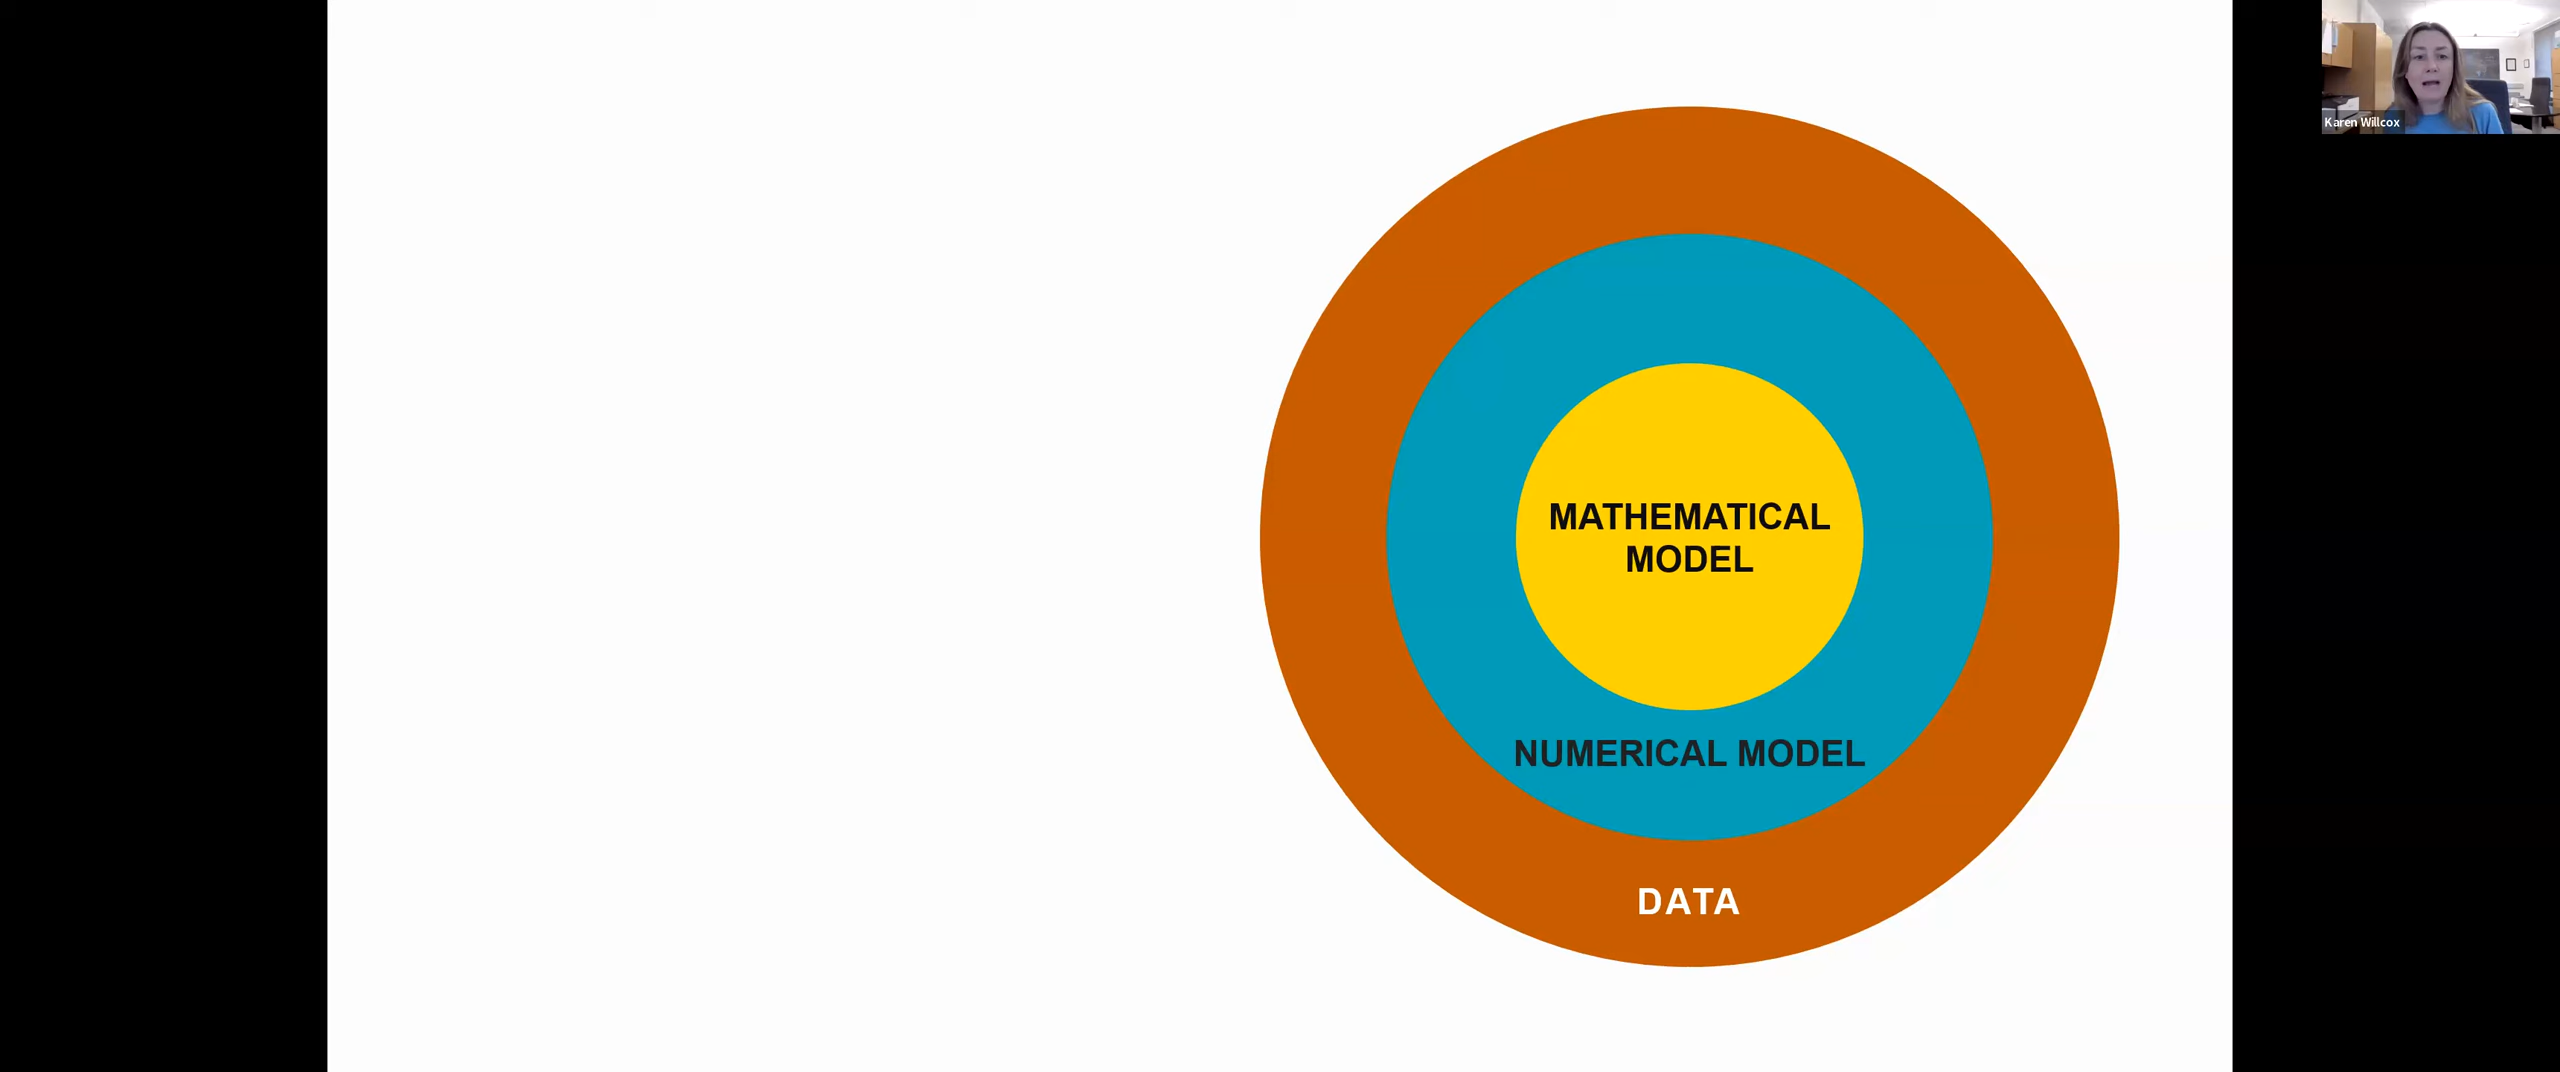 Karen Willcox
MATHEMATICAL
MODEL
NUMERICAL MODEL
DATA